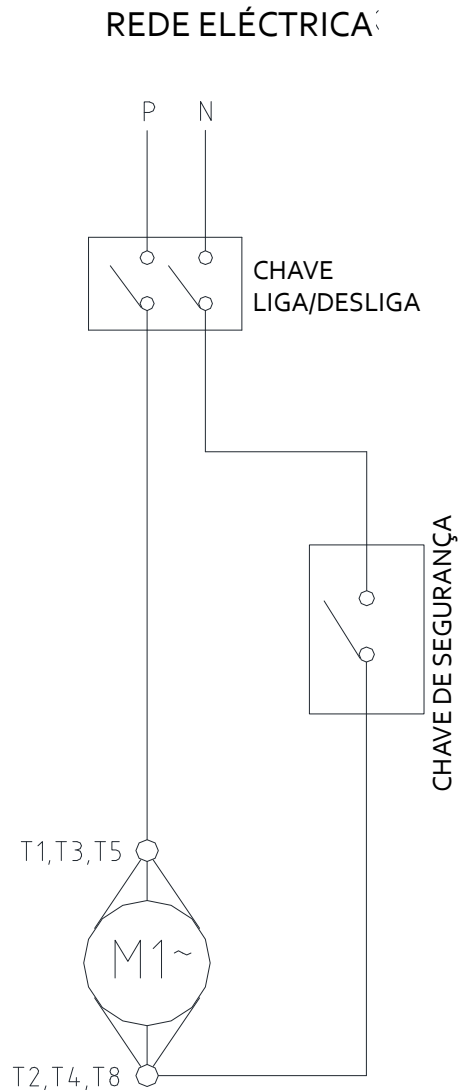 REDE ELÉCTRICA
P N
CHAVE
LIGA/DESLIGA
CHAVE DE SEGURANÇA
T1,T3,T5
M1~
T2,T4,T8